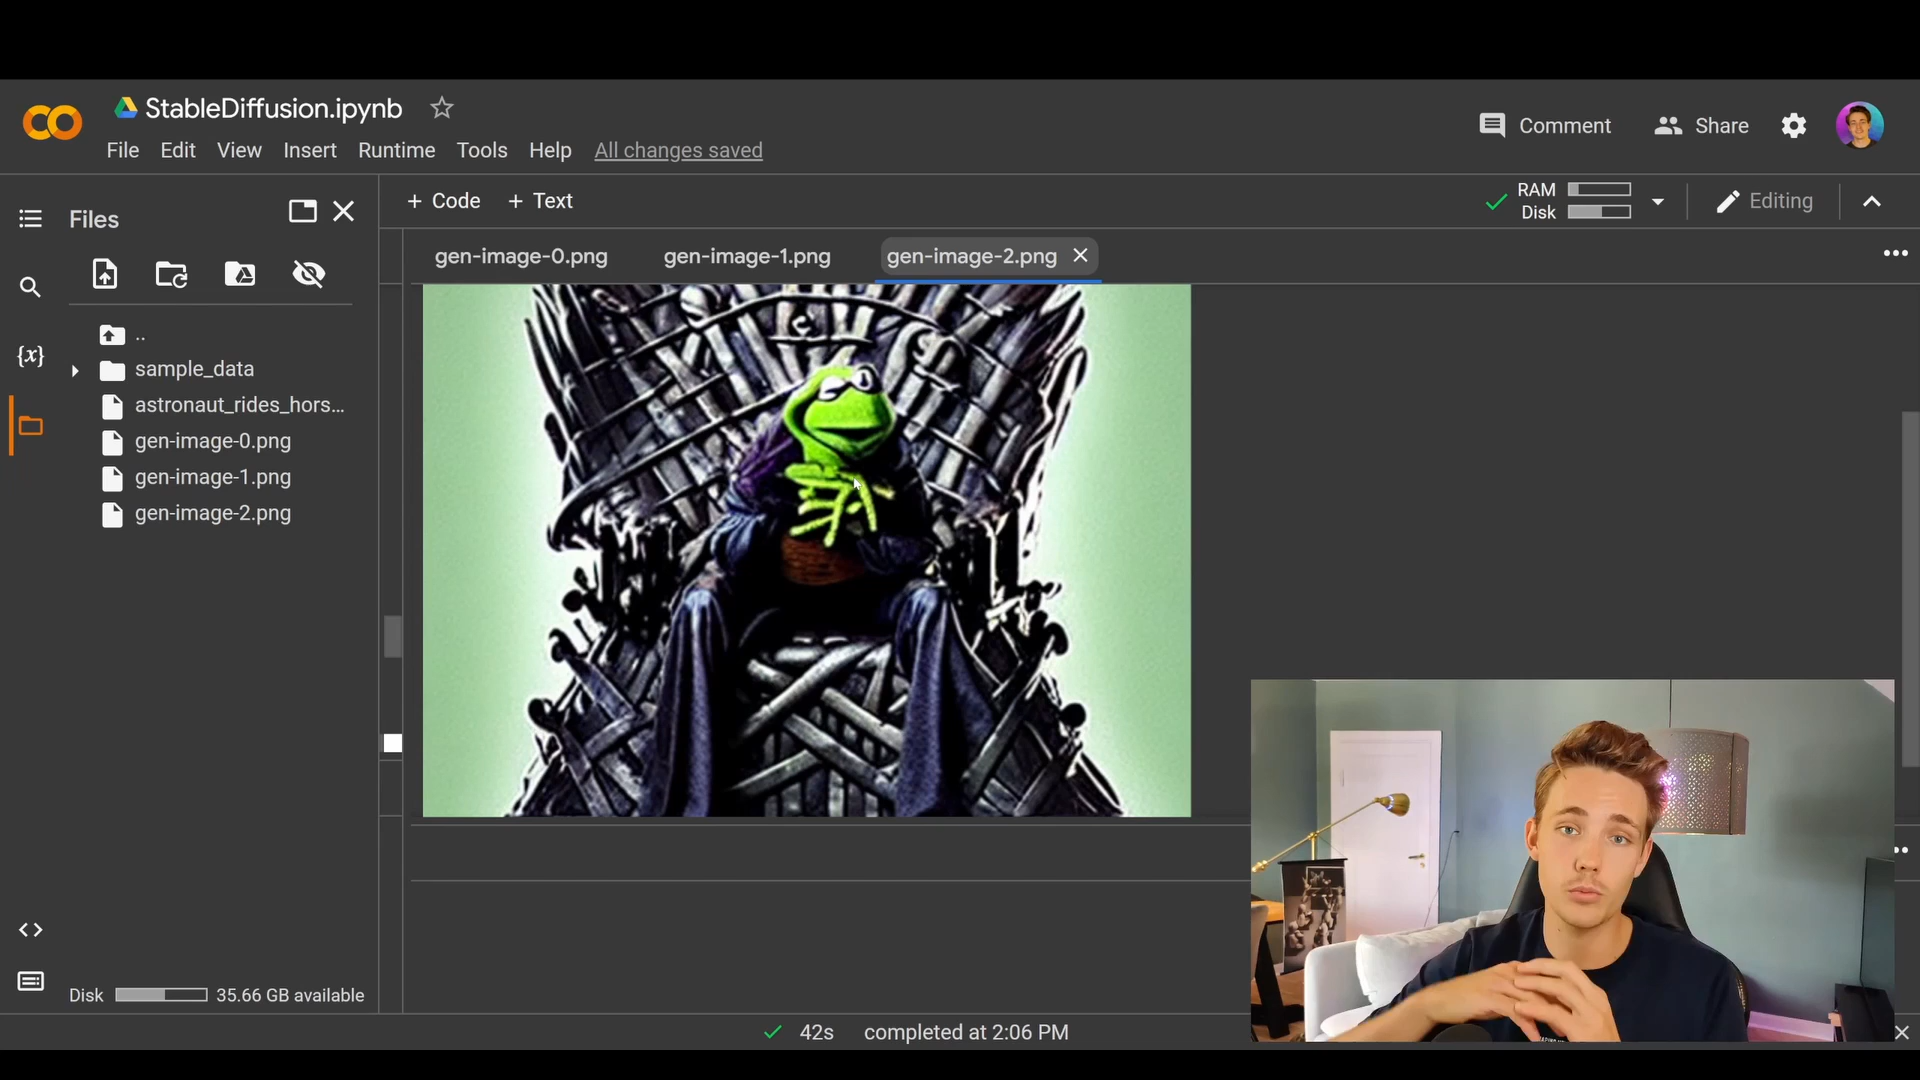 StableDiffusion.ipynb
File Edit View Insert Runtime Tools Help All changes saved
Comment Share
Files
+ Code + Text
RAM
Disk
Editing
gen-image-0.png gen-image-1.png gen-image-2.png
{x}
..
sample_data
astronaut_rides_hors...
gen-image-0.png
gen-image-1.png
gen-image-2.png
Disk 35.66 GB available
42s completed at 2:06 PM